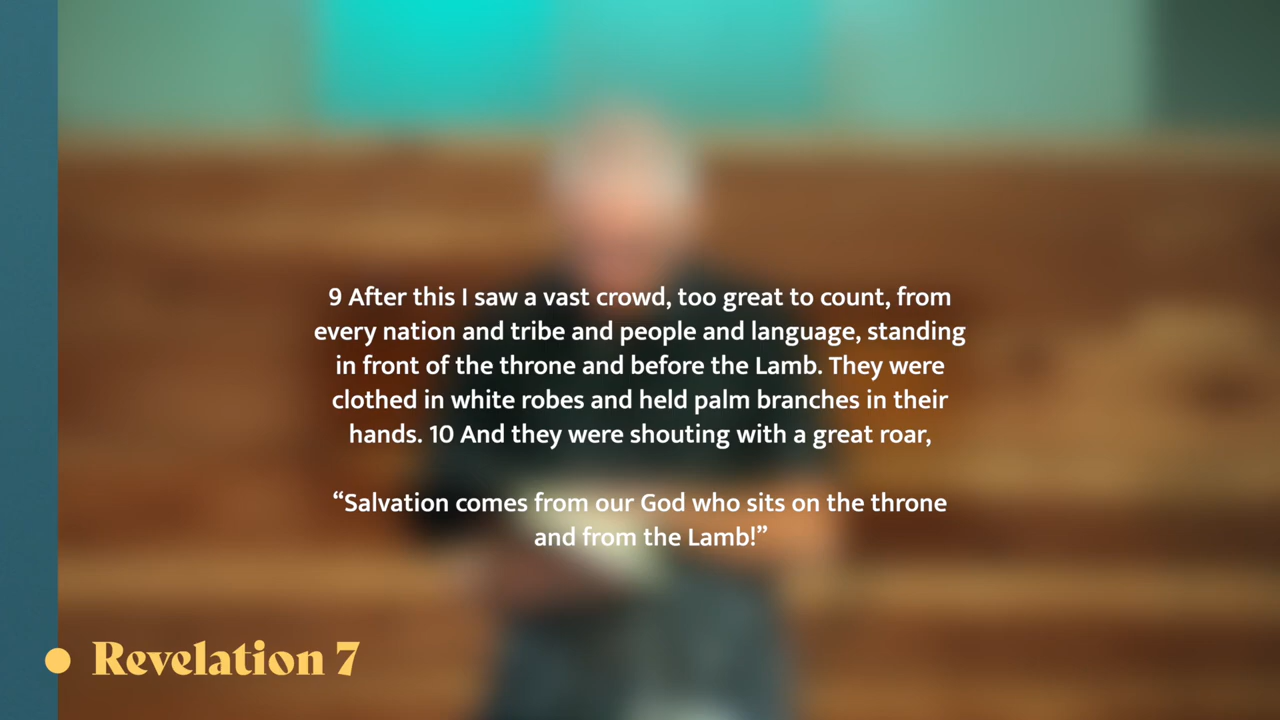 9 After this I saw a vast crowd, too great to count, from
every nation and tribe and people and language, standing
in front of the throne and before the Lamb. They were
clothed in white robes and held palm branches in their
hands. 10 And they were shouting with a great roar,
“Salvation comes from our God who sits on the throne
and from the Lamb!”
Revelation 7